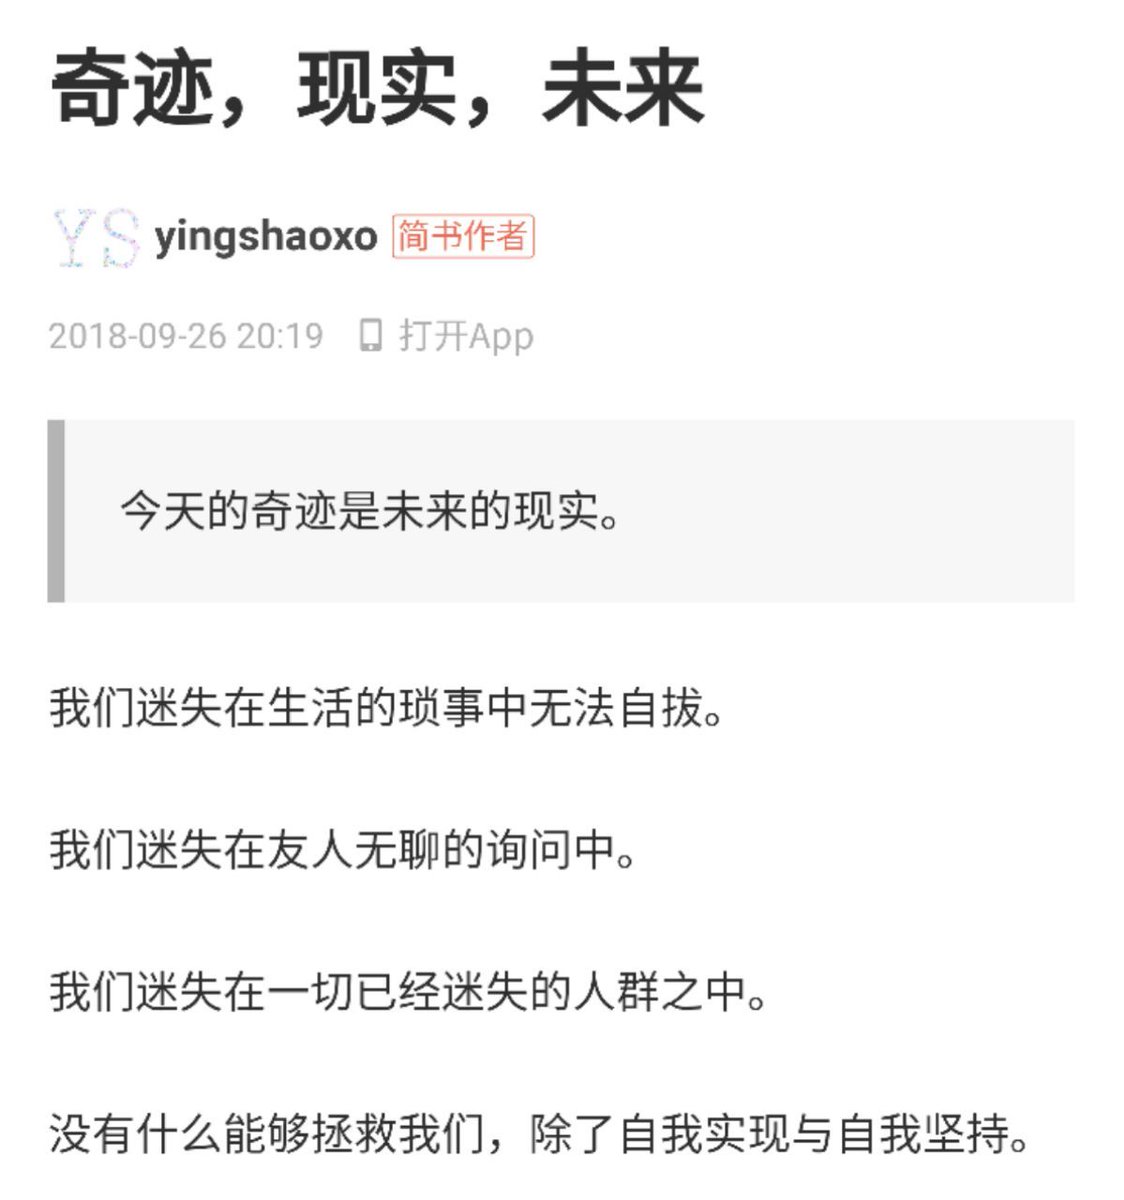 奇迹，现实，未来
YS yingshaoxo 简书作者
2018-09-26 20:19 打开App
今天的奇迹是未来的现实。
我们迷失在生活的琐事中无法自拔。
我们迷失在友人无聊的询问中。
我们迷失在一切已经迷失的人群之中。
没有什么能够拯救我们，除了自我实现与自我坚持。